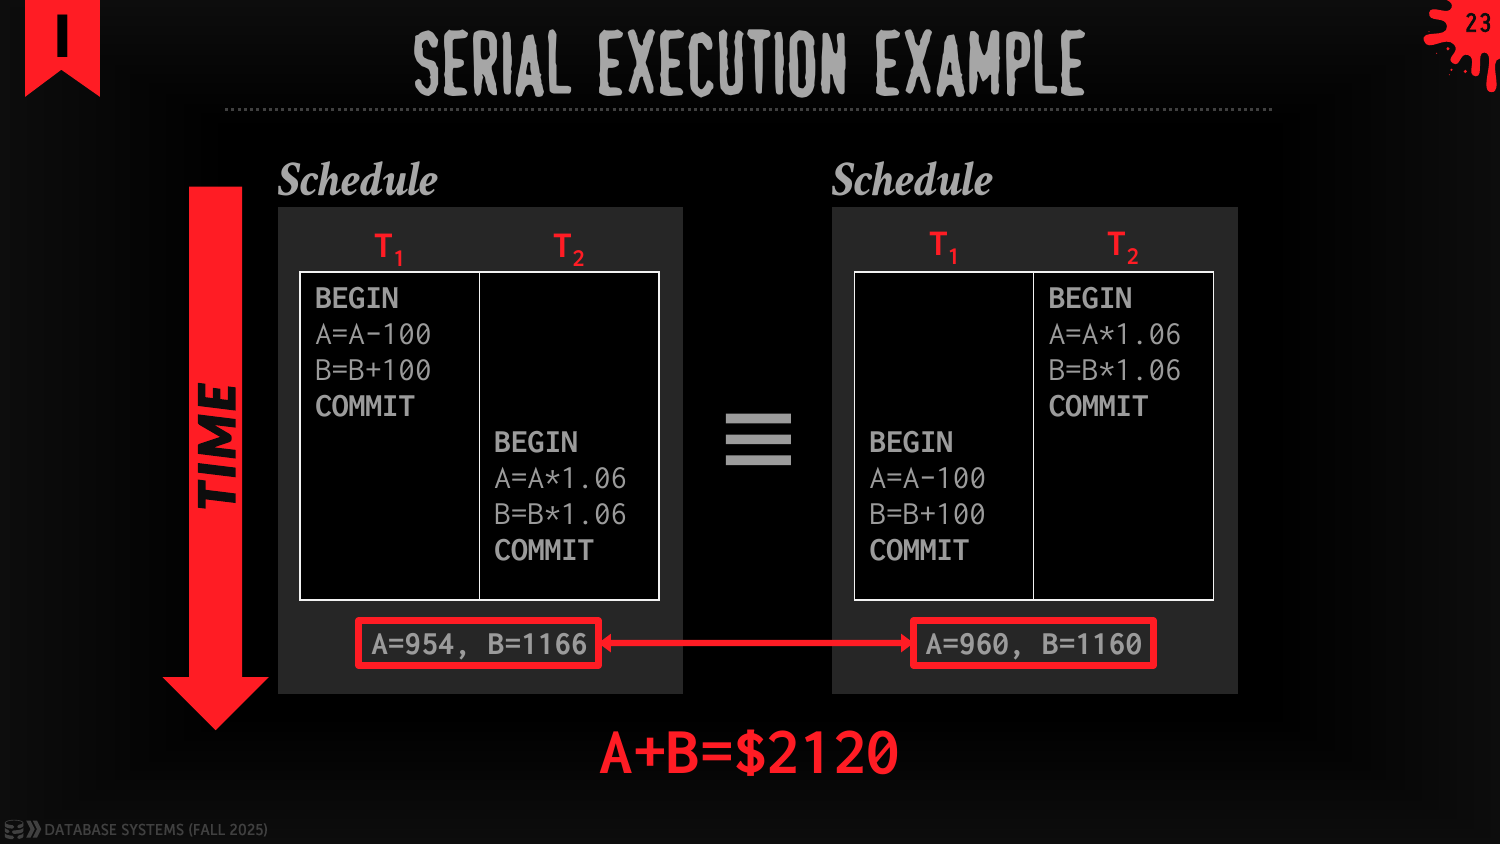 I
23
SERIAL EXECUTION EXAMPLE
TIME
Schedule
T1 T2
BEGIN
A=A-100
B=B+100
COMMIT
BEGIN
A=A*1.06
B=B*1.06
COMMIT
A=954, B=1166
≡
Schedule
T1 T2
BEGIN
A=A*1.06
B=B*1.06
COMMIT
BEGIN
A=A-100
B=B+100
COMMIT
A=960, B=1160
A+B=$2120
DATABASE SYSTEMS (FALL 2025)